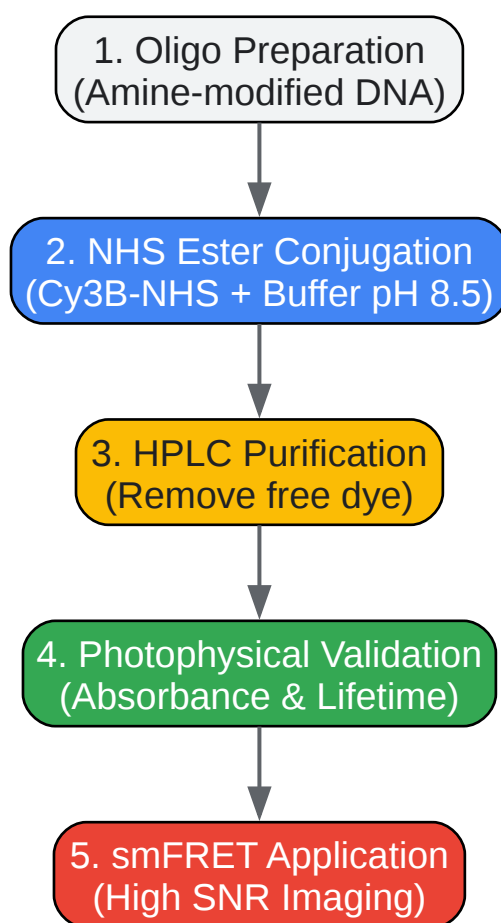 1. Oligo Preparation
(Amine-modified DNA)
2. NHS Ester Conjugation
(Cy3B-NHS + Buffer pH 8.5)
3. HPLC Purification
(Remove free dye)
4. Photophysical Validation
(Absorbance & Lifetime)
5. smFRET Application
(High SNR Imaging)